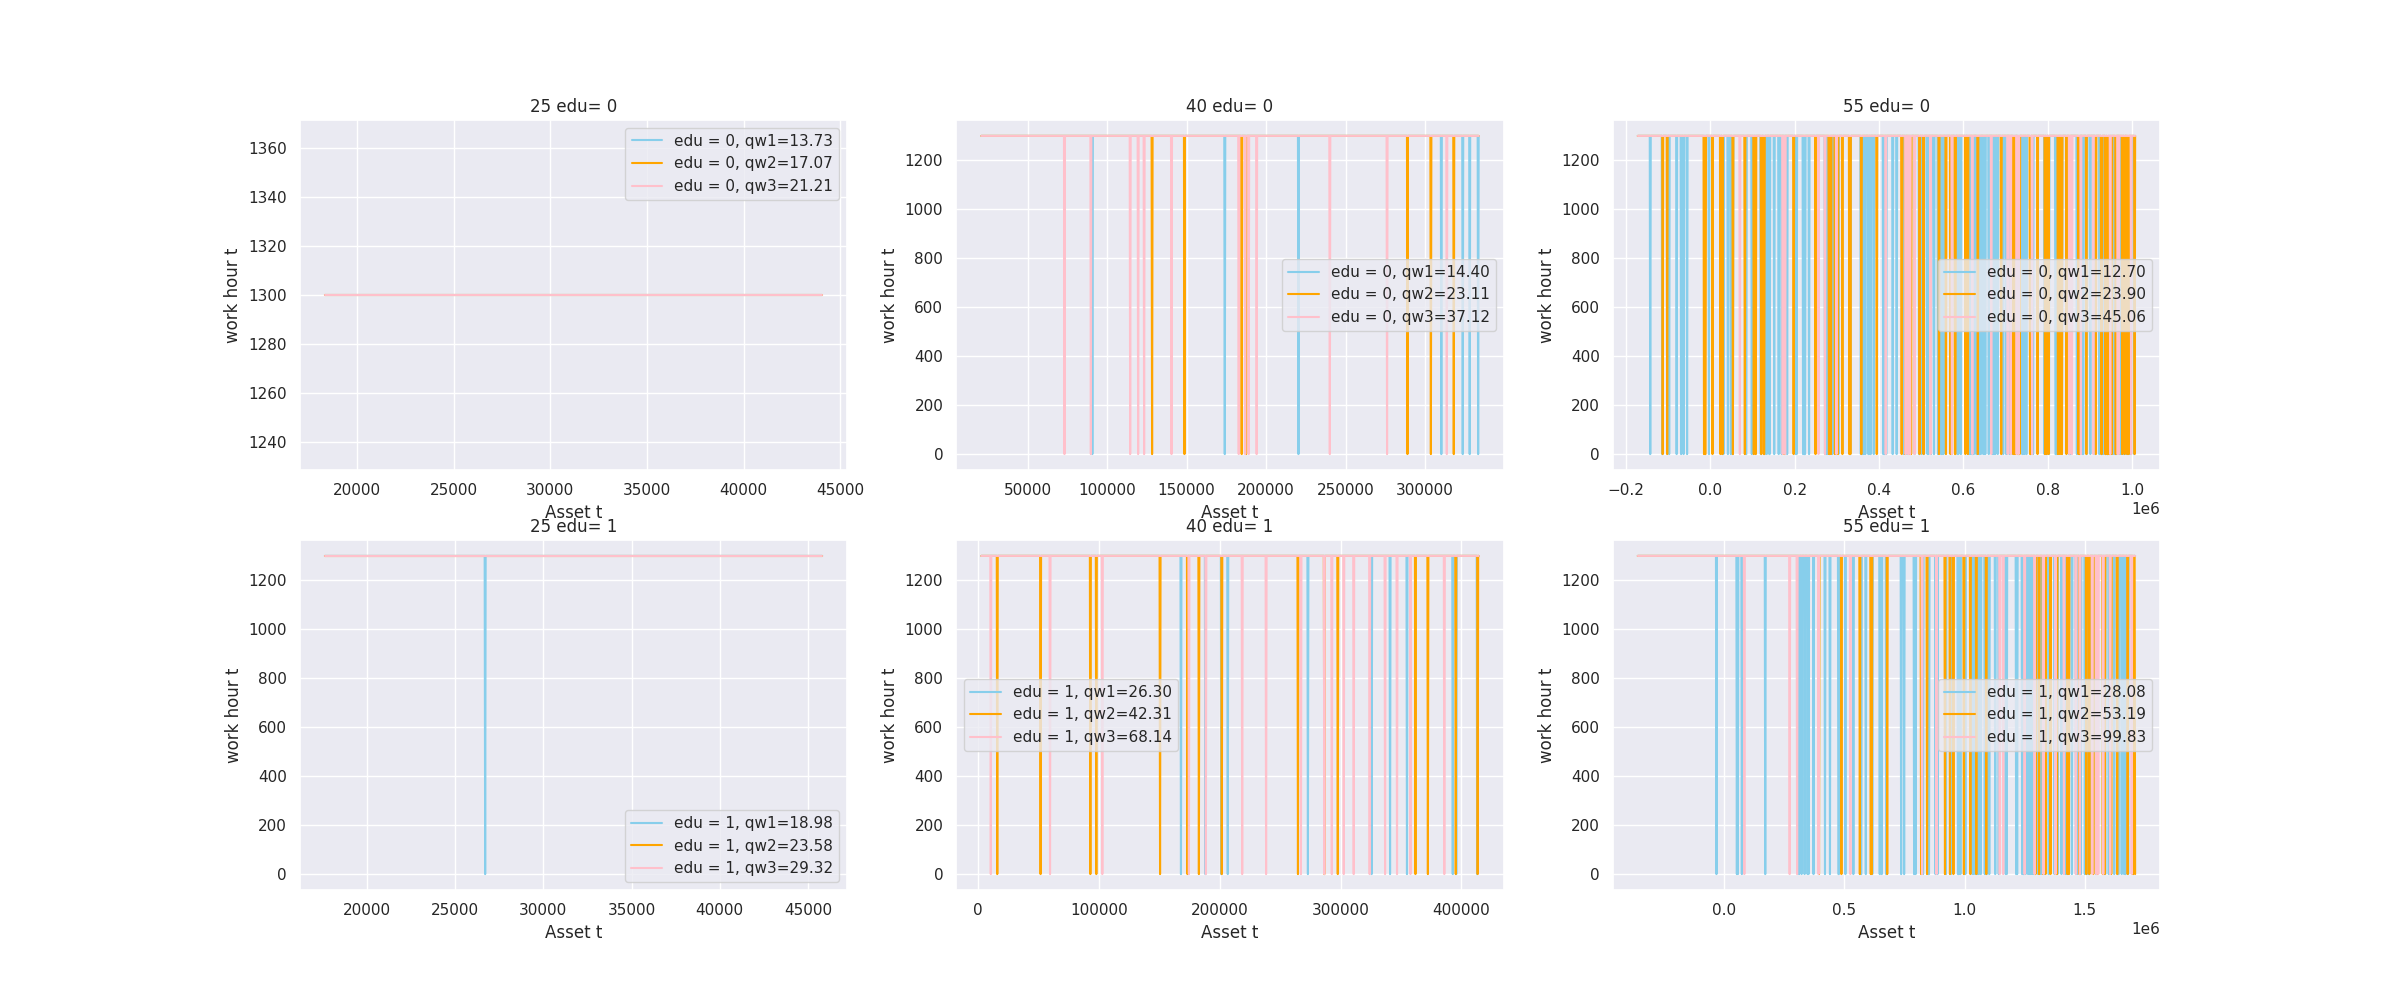 25 edu= 0
1360
1340
1320
1300
1280
1260
1240
work hour t
edu = 0, qw1=13.73
edu = 0, qw2=17.07
edu = 0, qw3=21.21
20000 25000 30000 35000 40000 45000
Asset t
40 edu= 0
1200
1000
800
600
400
200
0
work hour t
edu = 0, qw1=14.40
edu = 0, qw2=23.11
edu = 0, qw3=37.12
50000 100000 150000 200000 250000 300000
Asset t
55 edu= 0
1200
1000
800
600
400
200
0
work hour t
edu = 0, qw1=12.70
edu = 0, qw2=23.90
edu = 0, qw3=45.06
−0.2 0.0 0.2 0.4 0.6 0.8 1.0
1e6
Asset t
25 edu= 1
1200
1000
800
600
400
200
0
work hour t
edu = 1, qw1=18.98
edu = 1, qw2=23.58
edu = 1, qw3=29.32
20000 25000 30000 35000 40000 45000
Asset t
40 edu= 1
1200
1000
800
600
400
200
0
work hour t
edu = 1, qw1=26.30
edu = 1, qw2=42.31
edu = 1, qw3=68.14
0 100000 200000 300000 400000
Asset t
55 edu= 1
1200
1000
800
600
400
200
0
work hour t
edu = 1, qw1=28.08
edu = 1, qw2=53.19
edu = 1, qw3=99.83
0.0 0.5 1.0 1.5
1e6
Asset t